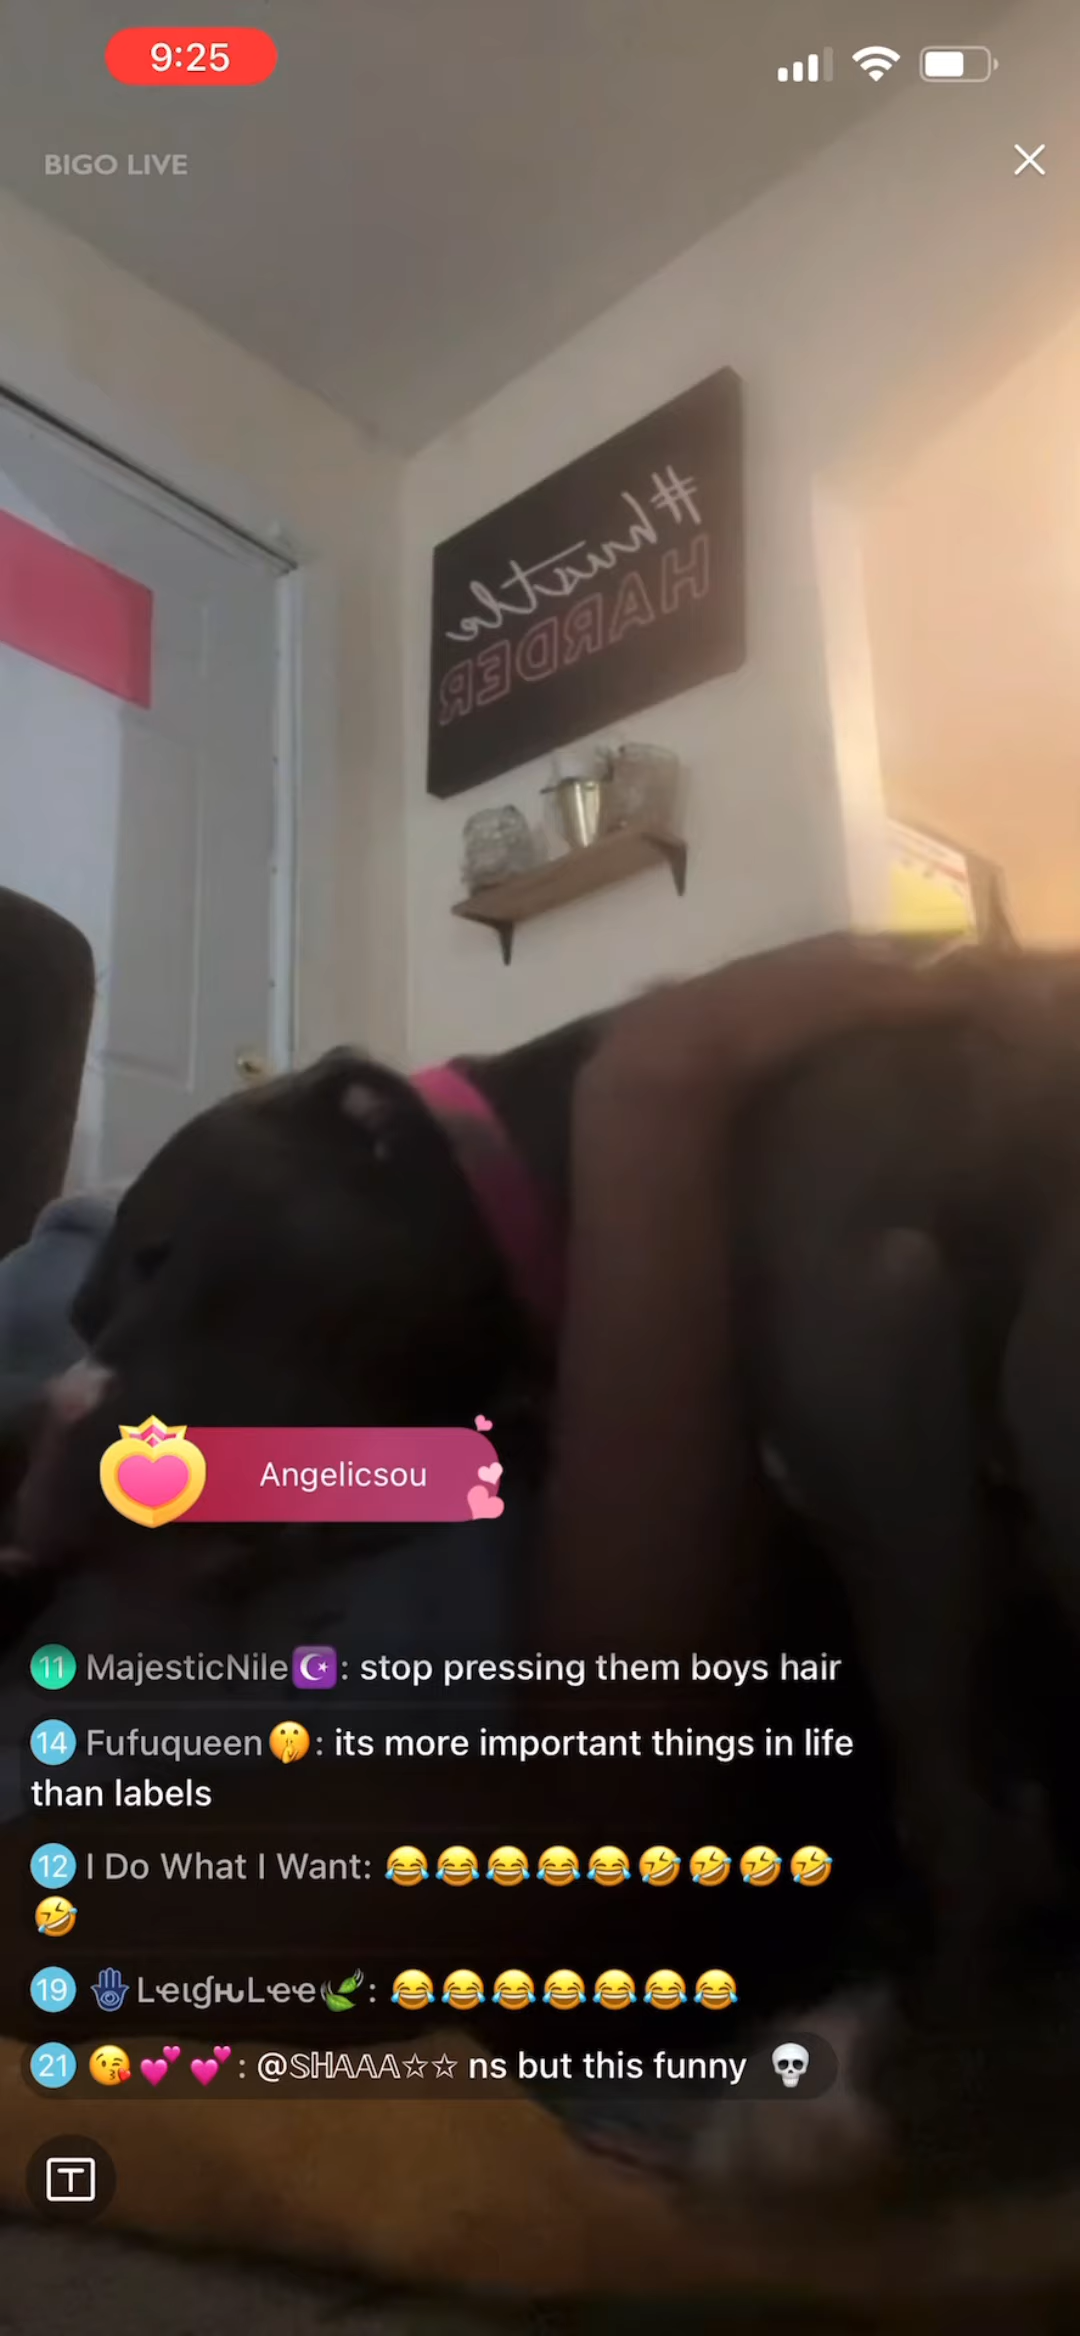 9:25
BIGO LIVE
#hustle
HARDER
Angelicsou
11 MajesticNile☪️: stop pressing them boys hair
14 Fufuqueen🤫: its more important things in life
than labels
12 I Do What I Want: 😂😂😂😂😂🤣🤣🤣🤣
🤣
19 🪬LҽιɠԋLҽҽ🍃: 😂😂😂😂😂😂😂
21 😘💕💕: @SℍAAA☆☆ ns but this funny 💀
T